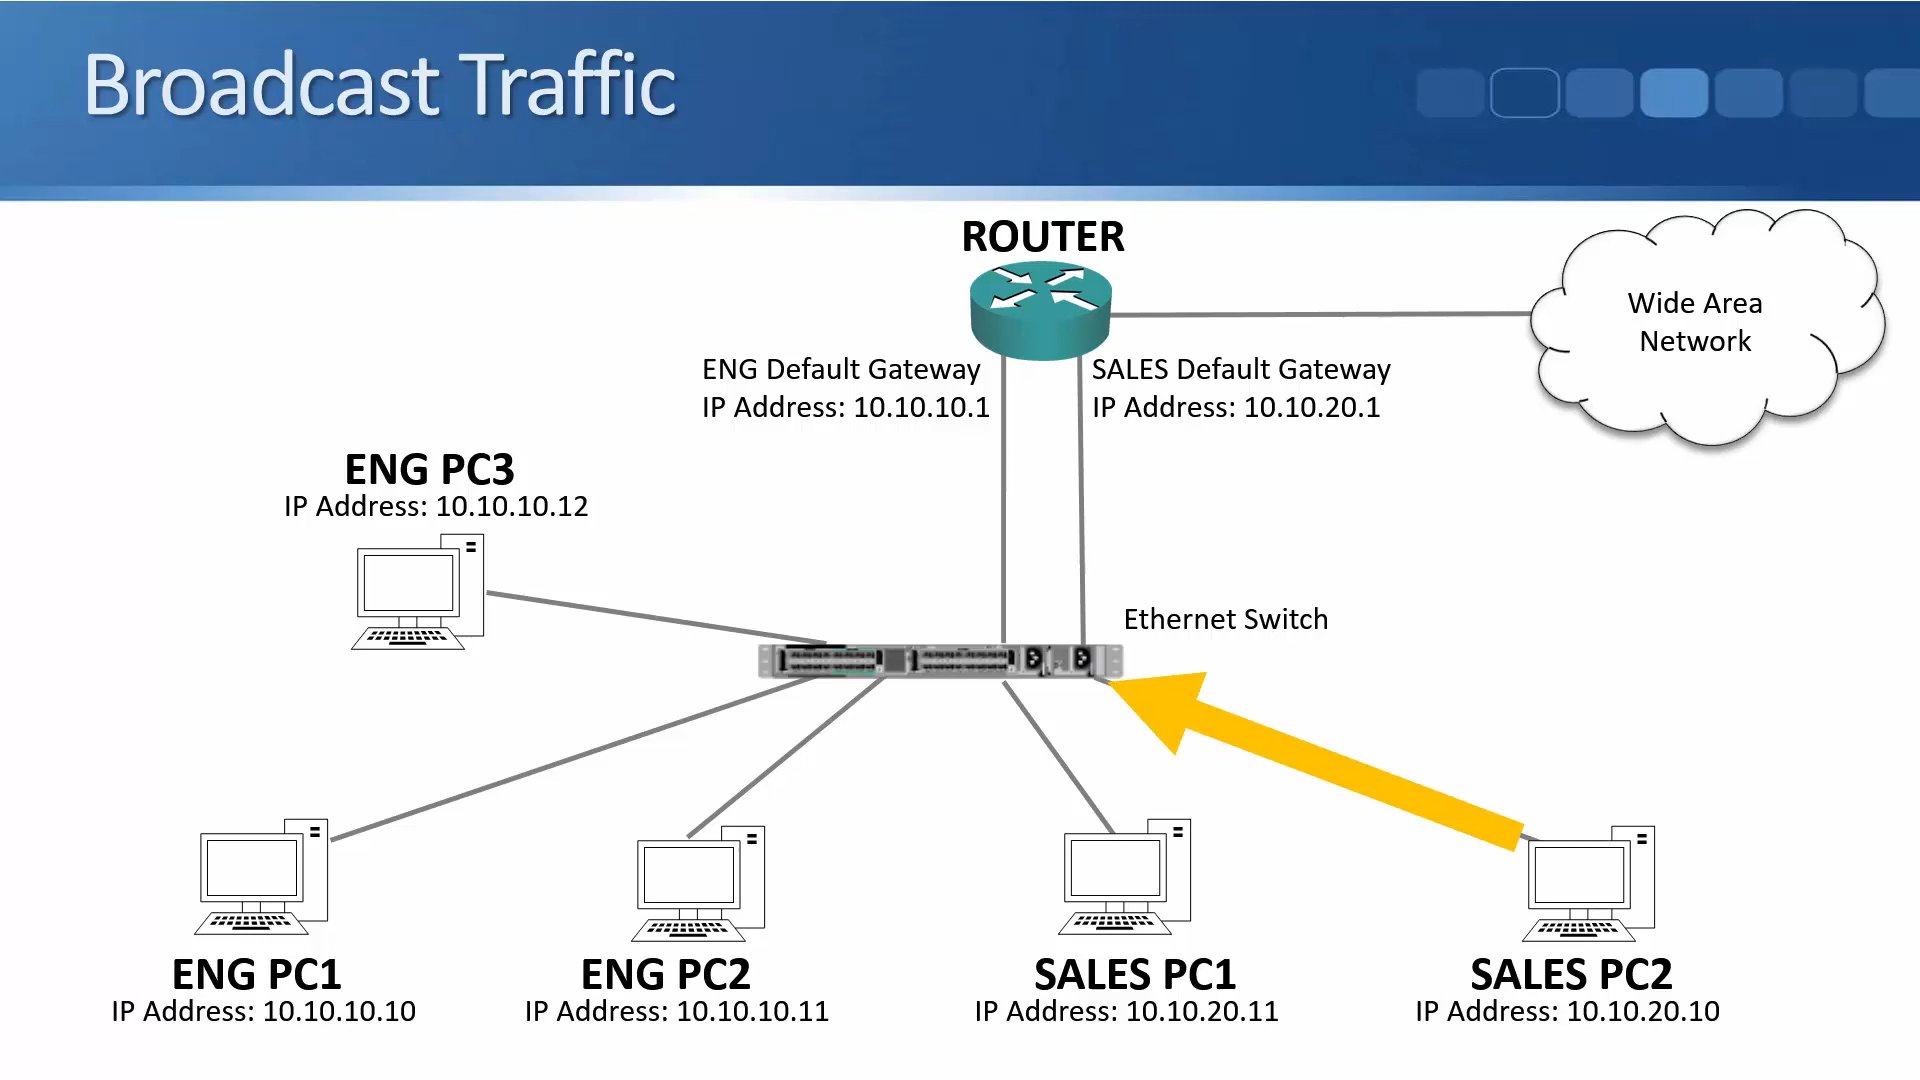 Broadcast Traffic
ROUTER
Wide Area
Network
ENG Default Gateway
IP Address: 10.10.10.1
SALES Default Gateway
IP Address: 10.10.20.1
ENG PC3
IP Address: 10.10.10.12
Ethernet Switch
ENG PC1
IP Address: 10.10.10.10
ENG PC2
IP Address: 10.10.10.11
SALES PC1
IP Address: 10.10.20.11
SALES PC2
IP Address: 10.10.20.10